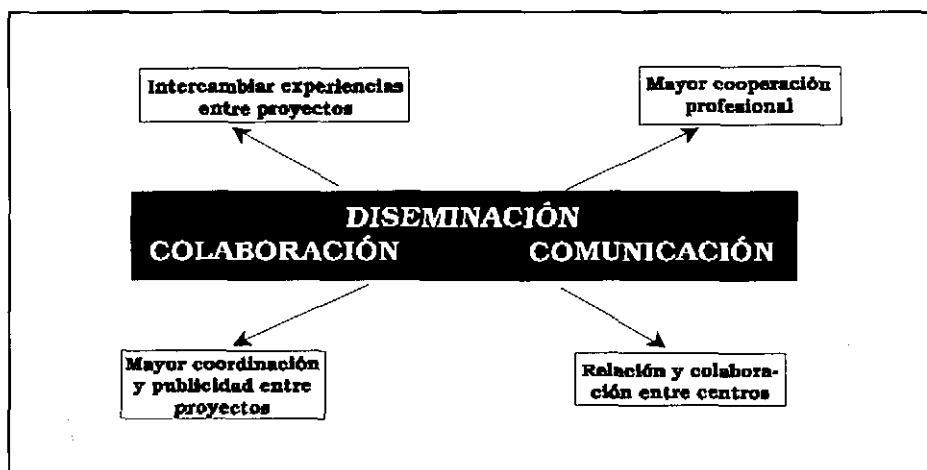 Intercambiar experiencias
entre proyectos
Mayor cooperación
profesional
DISEMINACIÓN
COLABORACIÓN COMUNICACIÓN
Mayor coordinación
y publicidad entre
proyectos
Relación y colabora-
ción entre centros